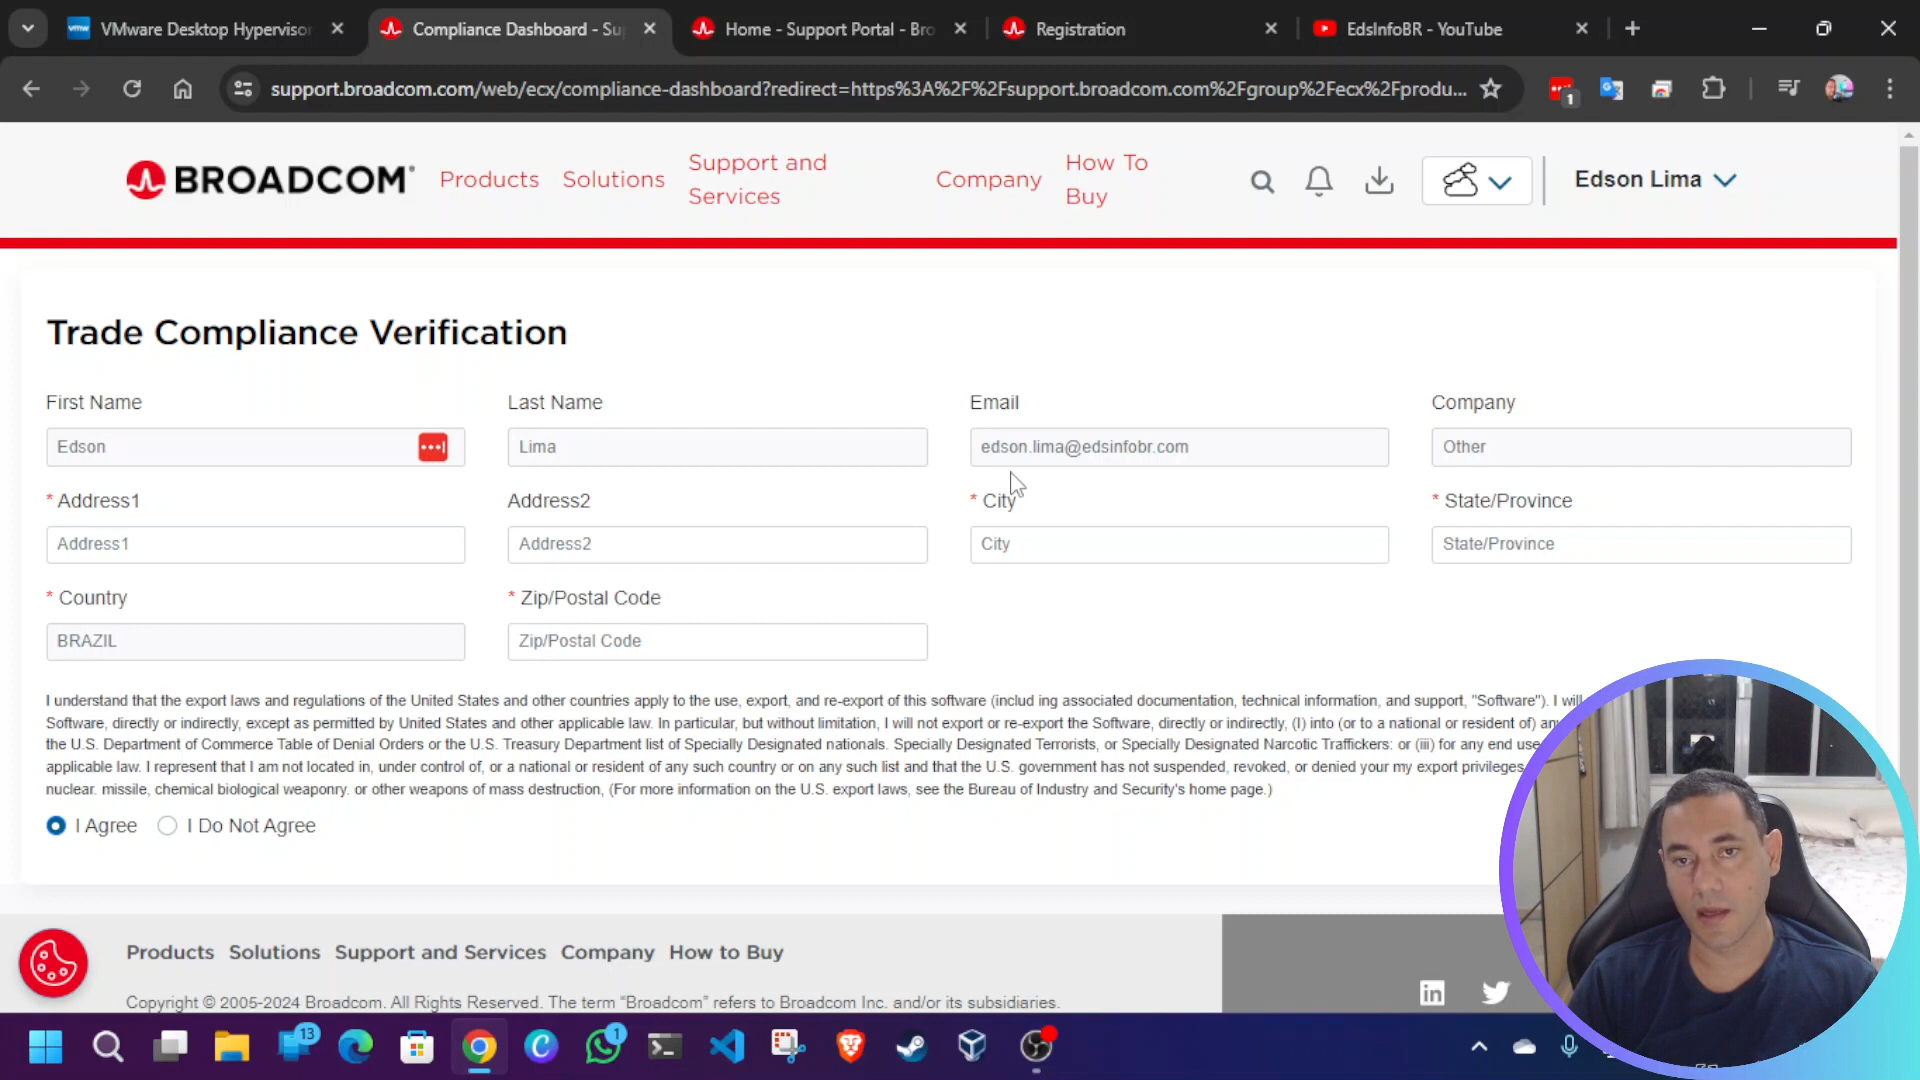 VMware Desktop Hypervisor
Compliance Dashboard - Su
Home - Support Portal - Bro
Registration
EdsInfoBR - YouTube
support.broadcom.com/web/ecx/compliance-dashboard?redirect=https%3A%2F%2Fsupport.broadcom.com%2Fgroup%2Fecx%2Fprodu...
1
BROADCOM
Products
Solutions
Support and
Services
Company
How To
Buy
Edson Lima
Trade Compliance Verification
First Name
Last Name
Email
Company
Edson
Lima
edson.lima@edsinfobr.com
Other
* Address1
Address2
* City
* State/Province
Address1
Address2
City
State/Province
* Country
* Zip/Postal Code
BRAZIL
Zip/Postal Code
I understand that the export laws and regulations of the United States and other countries apply to the use, export, and re-export of this software (includ ing associated documentation, technical information, and support, "Software"). I will
Software, directly or indirectly, except as permitted by United States and other applicable law. In particular, but without limitation, I will not export or re-export the Software, directly or indirectly, (I) into (or to a national or resident of)
the U.S. Department of Commerce Table of Denial Orders or the U.S. Treasury Department list of Specially Designated nationals. Specially Designated Terrorists, or Specially Designated Narcotic Traffickers: or (iii) for any end use
applicable law. I represent that I am not located in, under control of, or a national or resident of any such country or on any such list and that the U.S. government has not suspended, revoked, or denied your my export privileges
nuclear. missile, chemical biological weaponry. or other weapons of mass destruction, (For more information on the U.S. export laws, see the Bureau of Industry and Security's home page.)
I Agree
I Do Not Agree
Products
Solutions
Support and Services
Company
How to Buy
Copyright © 2005-2024 Broadcom. All Rights Reserved. The term “Broadcom” refers to Broadcom Inc. and/or its subsidiaries.
13
1